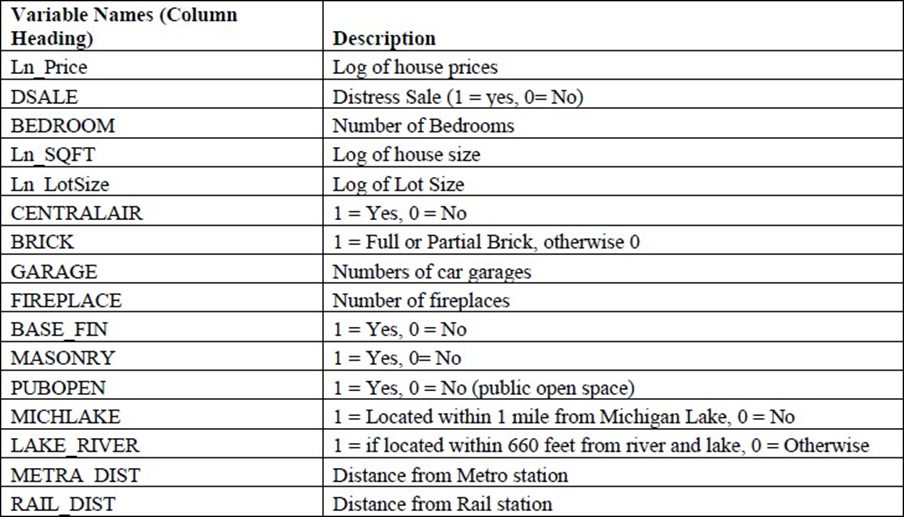 Variable Names (Column
Heading) Description
Ln_Price Log of house prices
DSALE Distress Sale (1 = yes, 0= No)
BEDROOM Number of Bedrooms
Ln_SQFT Log of house size
Ln_LotSize Log of Lot Size
CENTRALAIR 1 = Yes, 0 = No
BRICK 1 = Full or Partial Brick, otherwise 0
GARAGE Numbers of car garages
FIREPLACE Number of fireplaces
BASE_FIN 1 = Yes, 0 = No
MASONRY 1 = Yes, 0= No
PUBOPEN 1 = Yes, 0 = No (public open space)
MICHLAKE 1 = Located within 1 mile from Michigan Lake, 0 = No
LAKE_RIVER 1 = if located within 660 feet from river and lake, 0 = Otherwise
METRA_DIST Distance from Metro station
RAIL_DIST Distance from Rail station